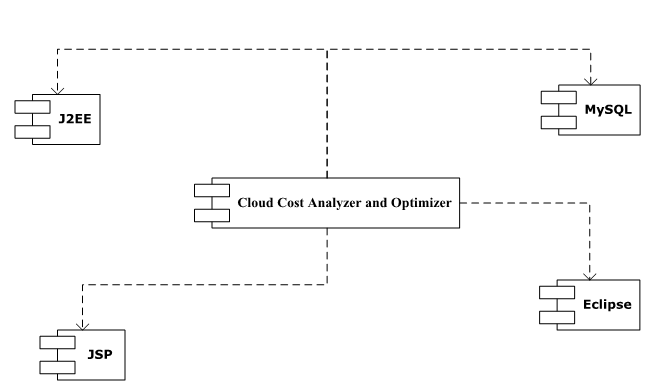 MySQL
J2EE
Cloud Cost Analyzer and Optimizer
Eclipse
JSP